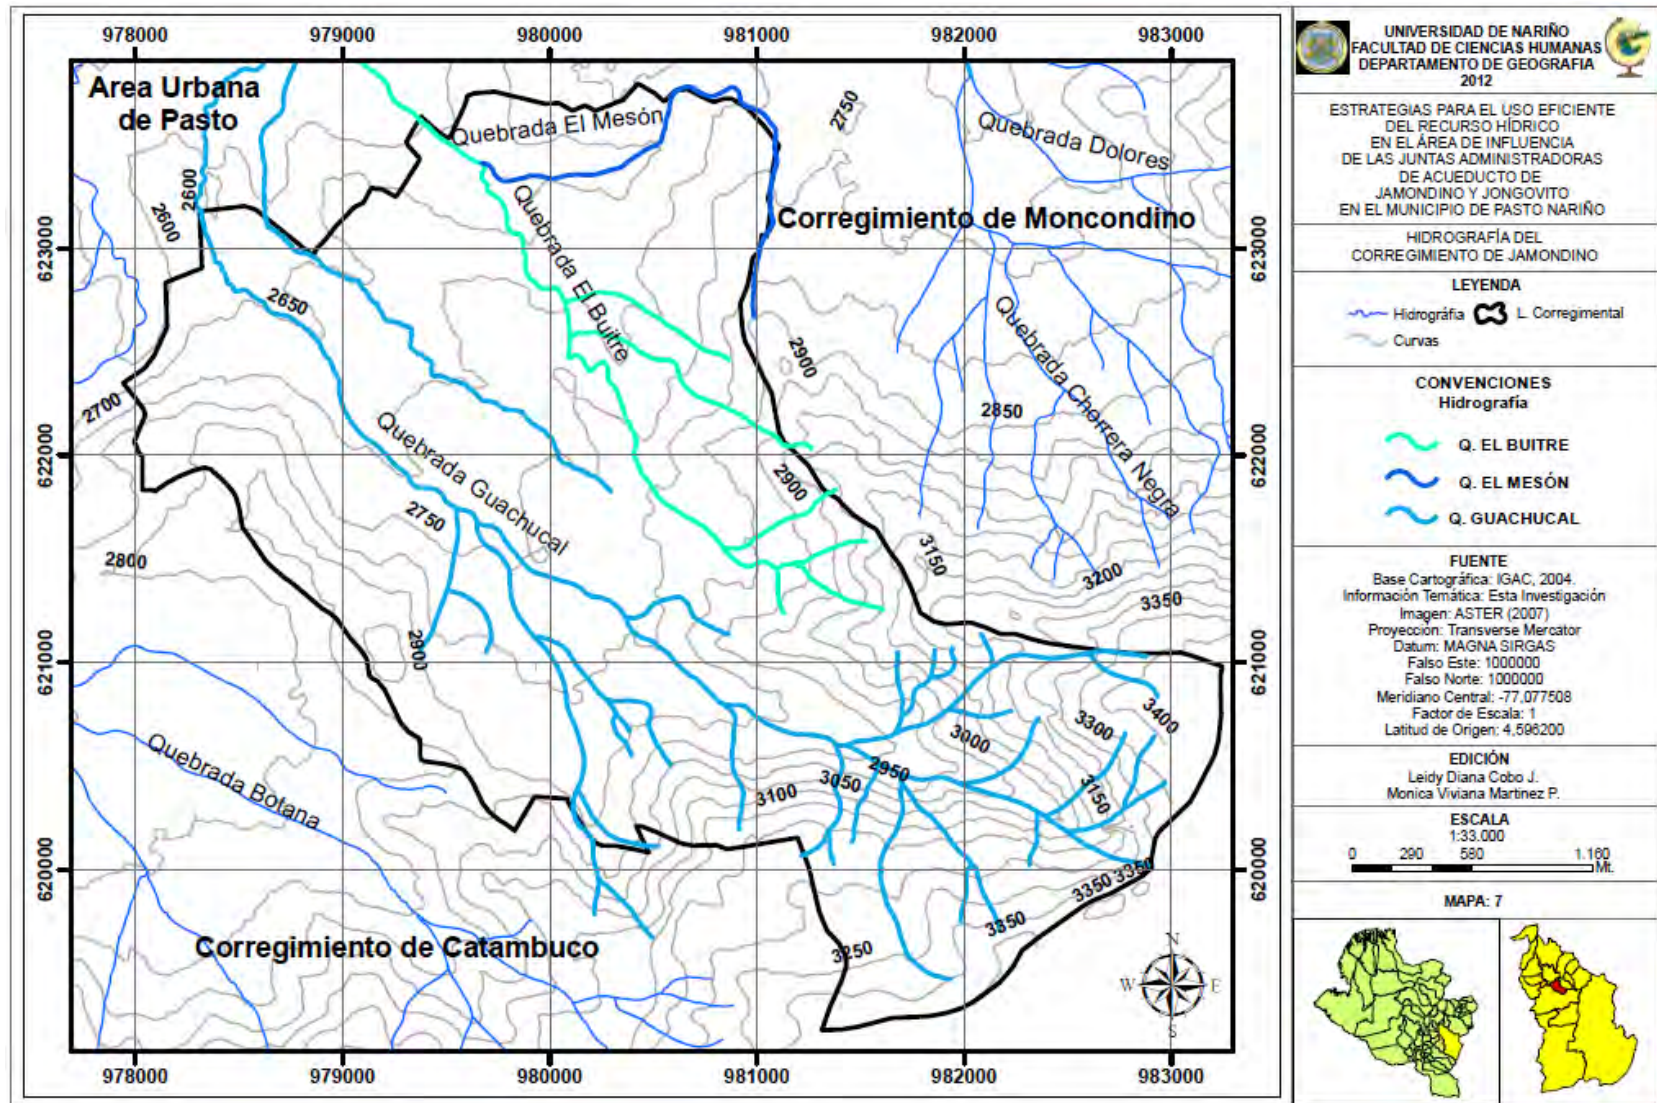 978000 979000 980000 981000 982000 983000
Area Urbana
de Pasto
Quebrada El Mesón
2750
Quebrada Dolores
2600
2600
Quebrada El Buitre
Corregimiento de Moncondino
623000
623000
2650
Quebrada Chorrera Negra
2900
2700
2850
Quebrada Guachucal
622000
622000
2900
2750
2800
3150
3200
3350
2900
621000
621000
3400
3300
3000
Quebrada Botana
2950
3050
3100
3150
620000
620000
3350
3350
3350
3250
Corregimiento de Catambuco
N
W E
S
978000 979000 980000 981000 982000 983000
UNIVERSIDAD DE NARIÑO
FACULTAD DE CIENCIAS HUMANAS
DEPARTAMENTO DE GEOGRAFIA
2012
ESTRATEGIAS PARA EL USO EFICIENTE
DEL RECURSO HÍDRICO
EN EL ÁREA DE INFLUENCIA
DE LAS JUNTAS ADMINISTRADORAS
DE ACUEDUCTO DE
JAMONDINO Y JONGOVITO
EN EL MUNICIPIO DE PASTO NARIÑO
HIDROGRAFÍA DEL
CORREGIMIENTO DE JAMONDINO
LEYENDA
Hidrográfia L. Corregimental
Curvas
CONVENCIONES
Hidrografía
Q. EL BUITRE
Q. EL MESÓN
Q. GUACHUCAL
FUENTE
Base Cartográfica: IGAC, 2004.
Información Temática: Esta Investigación
Imagen: ASTER (2007)
Proyección: Transverse Mercator
Datum: MAGNA SIRGAS
Falso Este: 1000000
Falso Norte: 1000000
Meridiano Central: -77,077508
Factor de Escala: 1
Latitud de Origen: 4,596200
EDICIÓN
Leidy Diana Cobo J.
Monica Viviana Martinez P.
ESCALA
1:33.000
0 290 580 1.160
Mt.
MAPA: 7